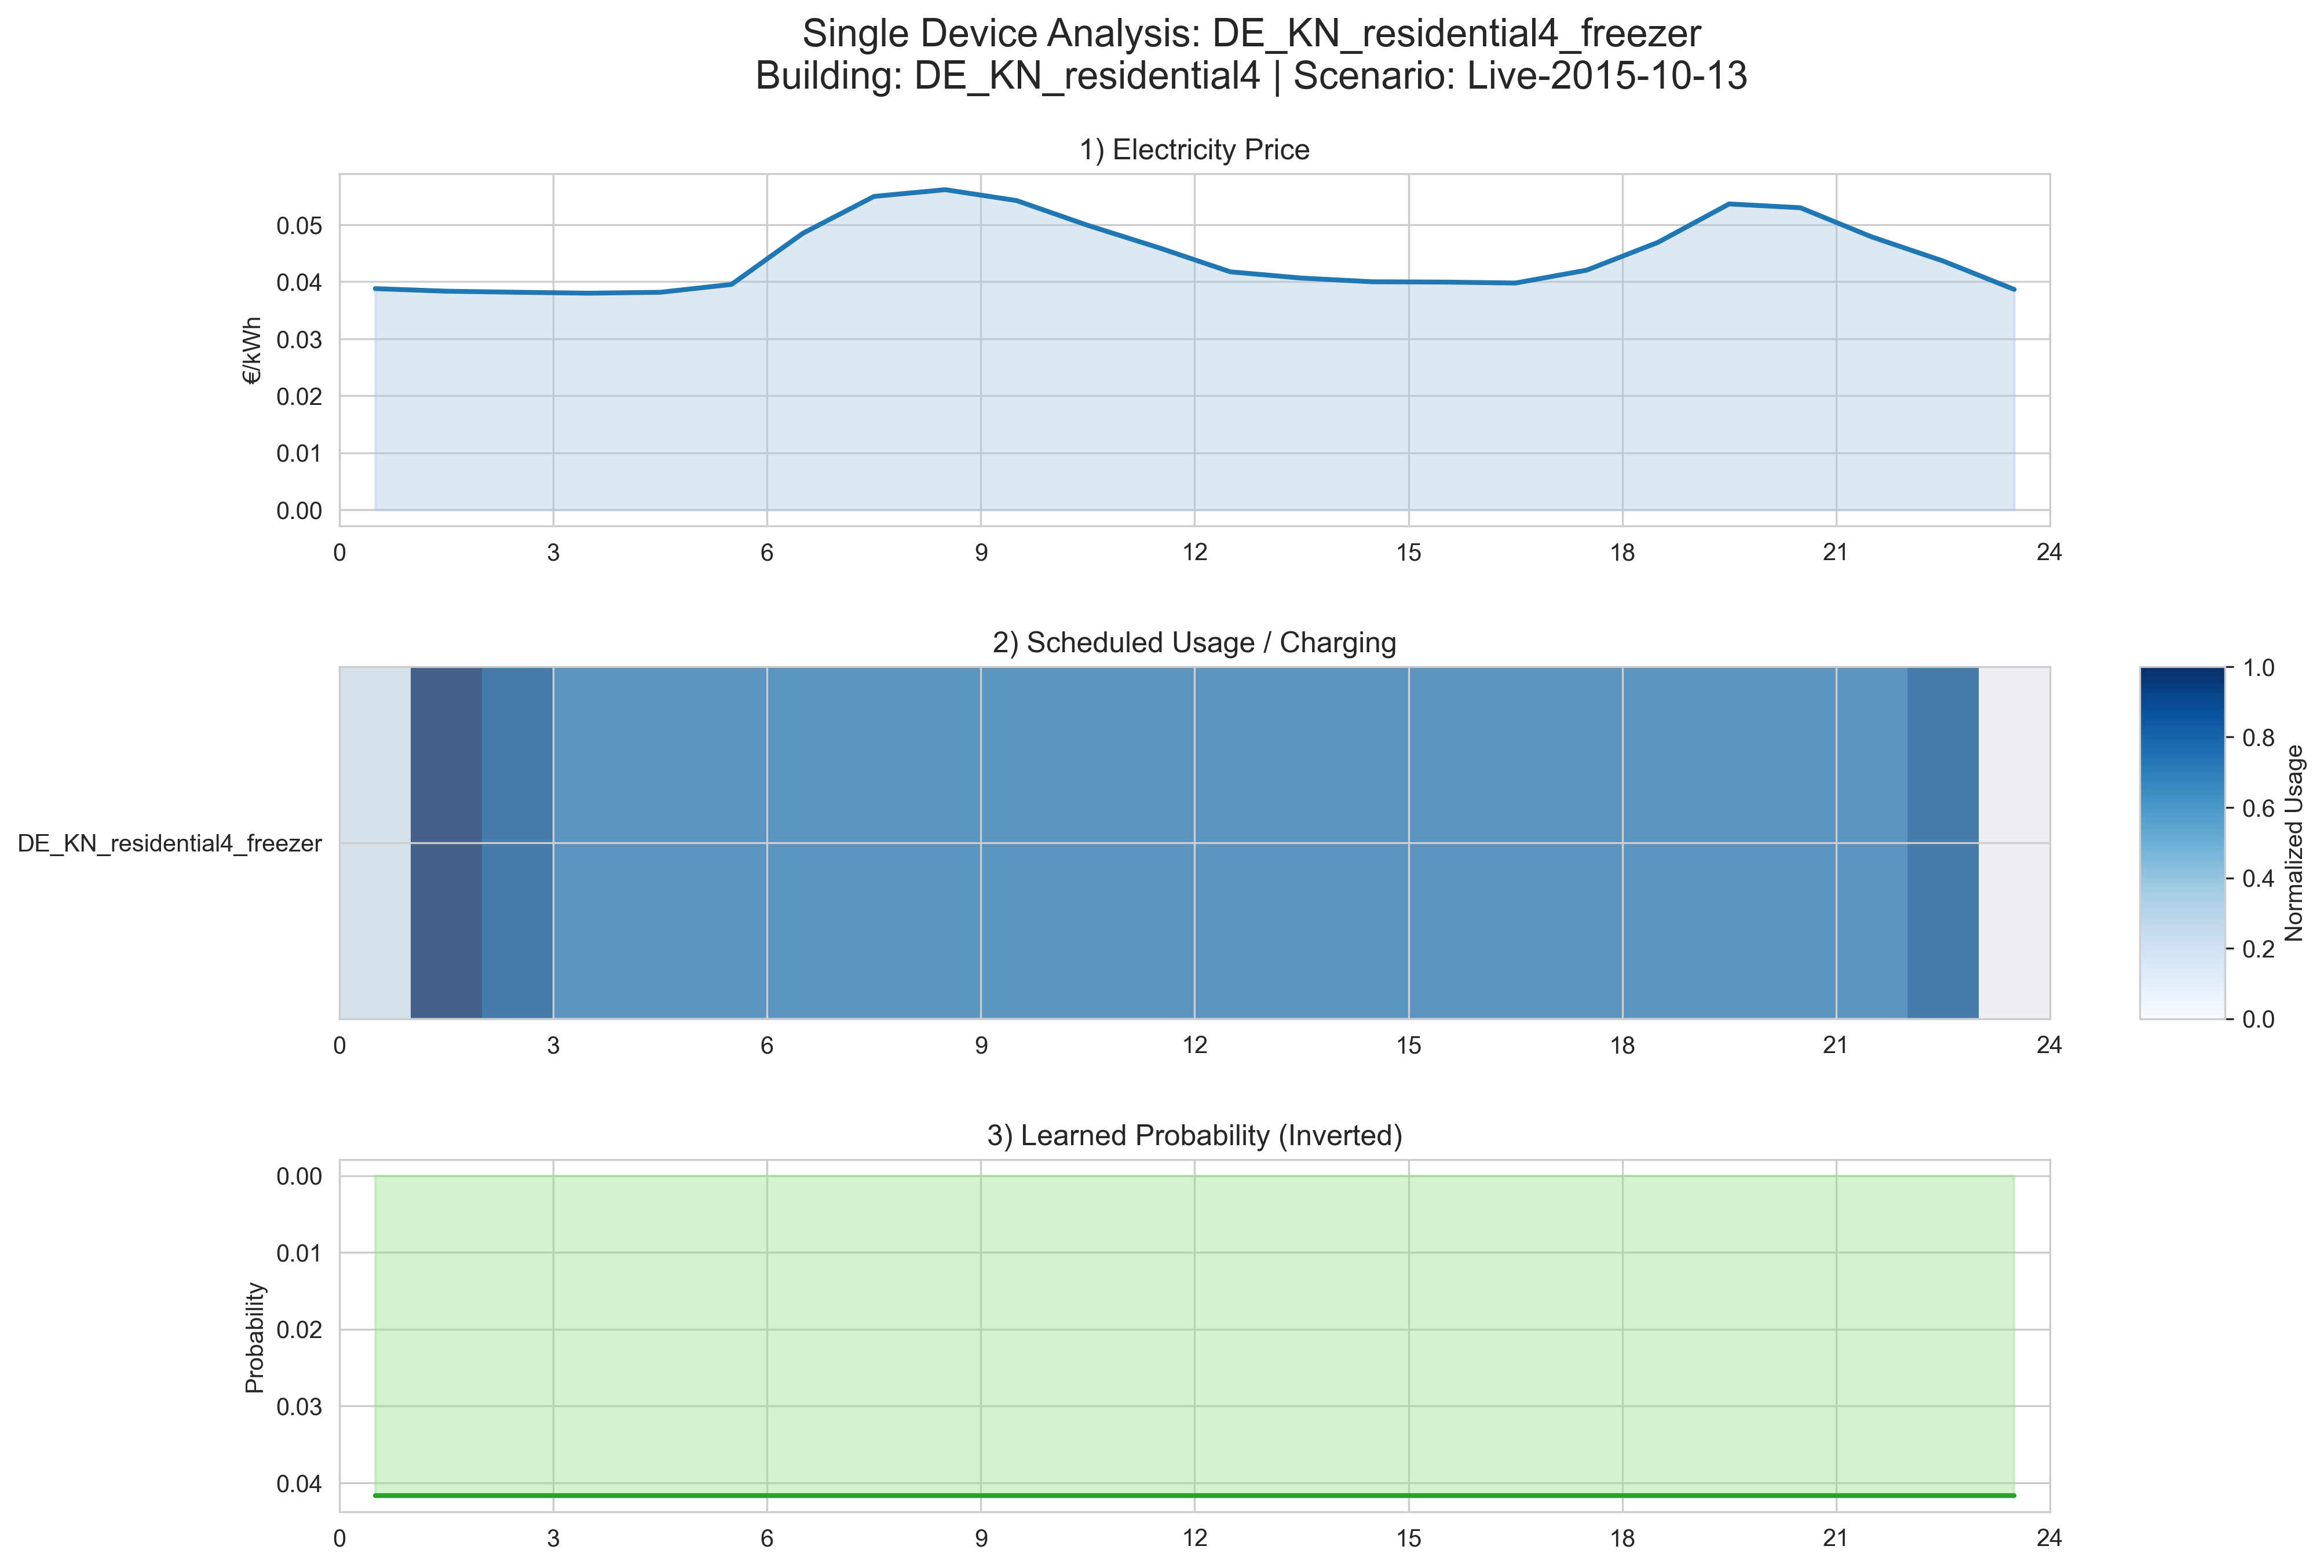 Single Device Analysis: DE_KN_residential4_freezer
Building: DE_KN_residential4 | Scenario: Live-2015-10-13
1) Electricity Price
€/kWh
0.05
0.04
0.03
0.02
0.01
0.00
0 3 6 9 12 15 18 21 24
2) Scheduled Usage / Charging
DE_KN_residential4_freezer
0 3 6 9 12 15 18 21 24
1.0
0.8
0.6
0.4
0.2
0.0
Normalized Usage
3) Learned Probability (Inverted)
Probability
0.00
0.01
0.02
0.03
0.04
0 3 6 9 12 15 18 21 24